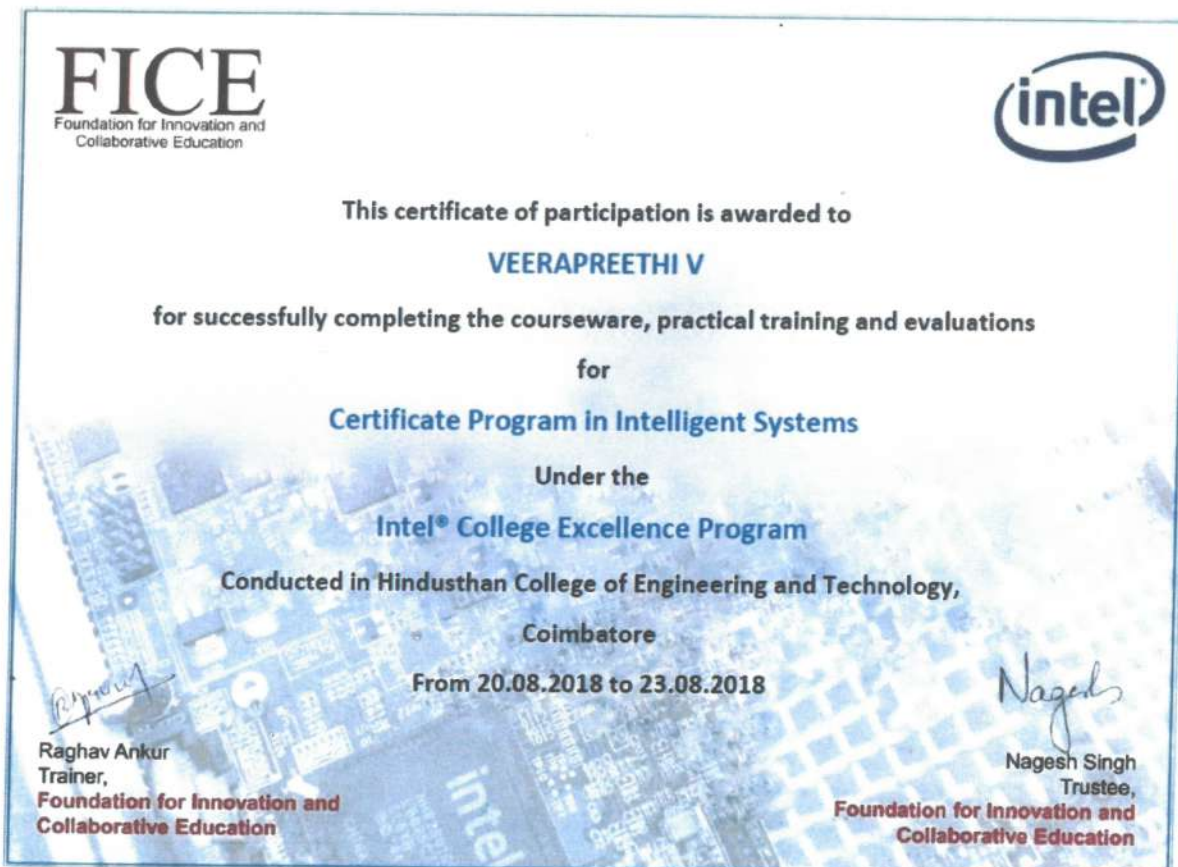 FICE
Foundation for Innovation and
Collaborative Education
intel
This certificate of participation is awarded to
VEERAPREETHI V
for successfully completing the courseware, practical training and evaluations
for
Certificate Program in Intelligent Systems
Under the
Intel® College Excellence Program
Conducted in Hindusthan College of Engineering and Technology,
Coimbatore
From 20.08.2018 to 23.08.2018
Raghav Ankur
Trainer,
Foundation for Innovation and
Collaborative Education
Nagesh
Nagesh Singh
Trustee,
Foundation for Innovation and
Collaborative Education
intel